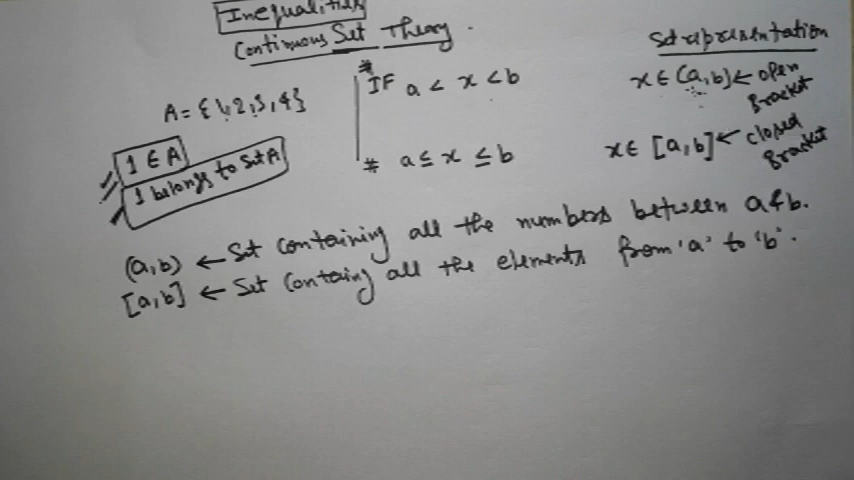 Inequalities
Continuous Set Theory.
Set representation
A = {1,2,3,4}
# IF a < x < b
x ∈ (a,b) ← open Bracket
1 ∈ A
1 belongs to Set A
# a ≤ x ≤ b
x ∈ [a,b] ← closed Bracket
(a,b) ← Set containing all the numbers between a & b.
[a,b] ← Set Containg all the elements from 'a' to 'b'.